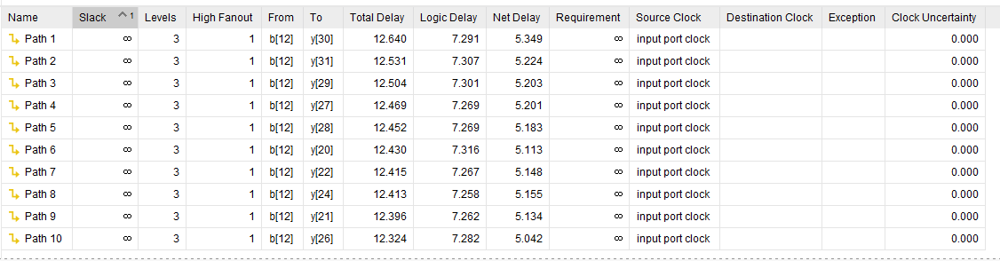 Name Slack 1 Levels High Fanout From To Total Delay Logic Delay Net Delay Requirement Source Clock Destination Clock Exception Clock Uncertainty
Path 1 ∞ 3 1 b[12] y[30] 12.640 7.291 5.349 ∞ input port clock 0.000
Path 2 ∞ 3 1 b[12] y[31] 12.531 7.307 5.224 ∞ input port clock 0.000
Path 3 ∞ 3 1 b[12] y[29] 12.504 7.301 5.203 ∞ input port clock 0.000
Path 4 ∞ 3 1 b[12] y[27] 12.469 7.269 5.201 ∞ input port clock 0.000
Path 5 ∞ 3 1 b[12] y[28] 12.452 7.269 5.183 ∞ input port clock 0.000
Path 6 ∞ 3 1 b[12] y[20] 12.430 7.316 5.113 ∞ input port clock 0.000
Path 7 ∞ 3 1 b[12] y[22] 12.415 7.267 5.148 ∞ input port clock 0.000
Path 8 ∞ 3 1 b[12] y[24] 12.413 7.258 5.155 ∞ input port clock 0.000
Path 9 ∞ 3 1 b[12] y[21] 12.396 7.262 5.134 ∞ input port clock 0.000
Path 10 ∞ 3 1 b[12] y[26] 12.324 7.282 5.042 ∞ input port clock 0.000